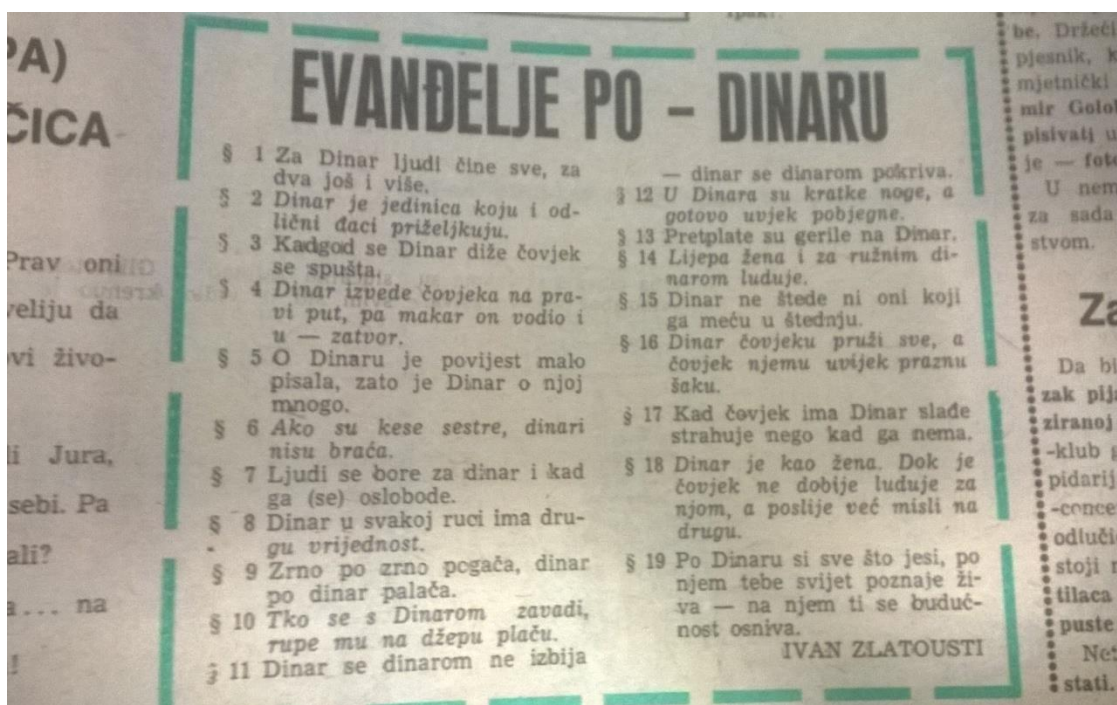 PA)
ČICA
Prav oni
veliju da
ovi živo-
li Jura,
sebi. Pa
ali?
a... na
!
EVANĐELJE PO – DINARU
§ 1 Za Dinar ljudi čine sve, za
dva još i više.
§ 2 Dinar je jedinica koju i od-
lični đaci priželjkuju.
§ 3 Kadgod se Dinar diže čovjek
se spušta.
§ 4 Dinar izvede čovjeka na pra-
vi put, pa makar on vodio i
u — zatvor.
§ 5 O Dinaru je povijest malo
pisala, zato je Dinar o njoj
mnogo.
§ 6 Ako su kese sestre, dinari
nisu braća.
§ 7 Ljudi se bore za dinar i kad
ga (se) oslobode.
§ 8 Dinar u svakoj ruci ima dru-
gu vrijednost.
§ 9 Zrno po zrno pogača, dinar
po dinar palača.
§ 10 Tko se s Dinarom zavadi,
rupe mu na džepu plaču.
§ 11 Dinar se dinarom ne izbija
— dinar se dinarom pokriva.
§ 12 U Dinara su kratke noge, a
gotovo uvjek pobjegne.
§ 13 Pretplate su gerile na Dinar.
§ 14 Lijepa žena i za ružnim di-
narom luduje.
§ 15 Dinar ne štede ni oni koji
ga meću u štednju.
§ 16 Dinar čovjeku pruži sve, a
čovjek njemu uvijek praznu
šaku.
§ 17 Kad čovjek ima Dinar slađe
strahuje nego kad ga nema.
§ 18 Dinar je kao žena. Dok je
čovjek ne dobije luduje za
njom, a poslije već misli na
drugu.
§ 19 Po Dinaru si sve što jesi, po
njem tebe svijet poznaje ži-
va — na njem ti se buduć-
nost osniva.
IVAN ZLATOUSTI
be. Držeći
pjesnik, k
mjetnički
mir Golo
pisivati u
je — fot
U nem
za sada
stvom.
Za
Da bi
zak pija
ziranoj
-klub
pidarij
-conce
odluči
stoji
tilaca
puste
Net
stati.